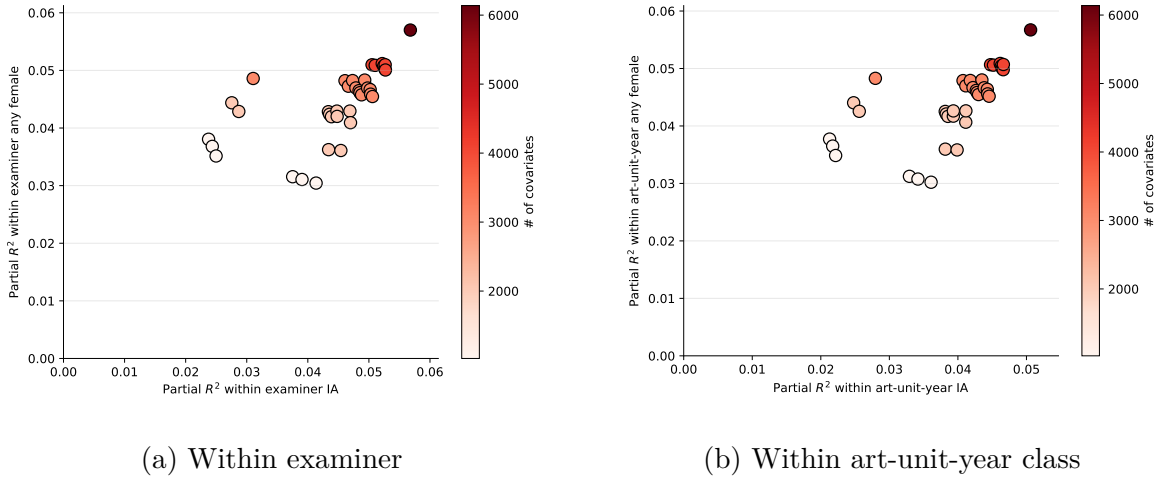 0.06
0.05
0.04
0.03
0.02
0.01
0.00
Partial R² within examiner any female
0.00 0.01 0.02 0.03 0.04 0.05 0.06
Partial R² within examiner IA
6000
5000
4000
3000
2000
# of covariates
(a) Within examiner
0.06
0.05
0.04
0.03
0.02
0.01
0.00
Partial R² within art-unit-year any female
0.00 0.01 0.02 0.03 0.04 0.05
Partial R² within art-unit-year IA
6000
5000
4000
3000
2000
# of covariates
(b) Within art-unit-year class